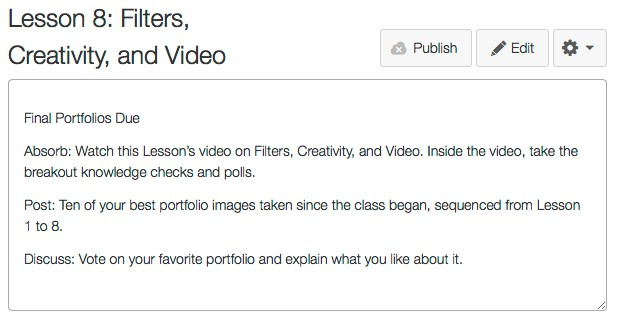 Lesson 8: Filters,
Creativity, and Video
Publish
Edit
Final Portfolios Due
Absorb: Watch this Lesson's video on Filters, Creativity, and Video. Inside the video, take the
breakout knowledge checks and polls.
Post: Ten of your best portfolio images taken since the class began, sequenced from Lesson
1 to 8.
Discuss: Vote on your favorite portfolio and explain what you like about it.